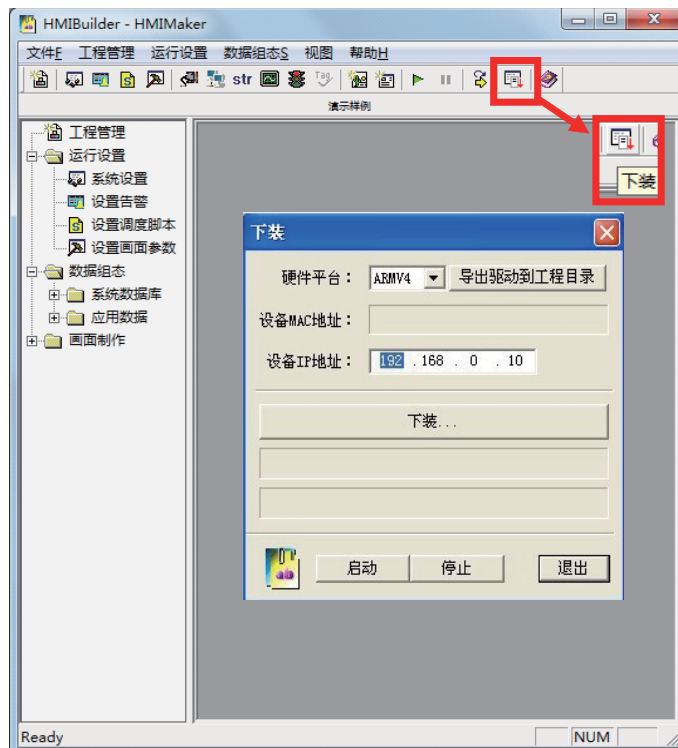 HMIBuilder - HMIMaker
文件F 工程管理 运行设置 数据组态S 视图 帮助H
str Tag
演示样例
工程管理
运行设置
系统设置
设置告警
设置调度脚本
设置画面参数
数据组态
系统数据库
应用数据
画面制作
下装
下装
硬件平台： ARMV4 导出驱动到工程目录
设备MAC地址：
设备IP地址： 192 . 168 . 0 . 10
下装...
启动 停止 退出
Ready NUM